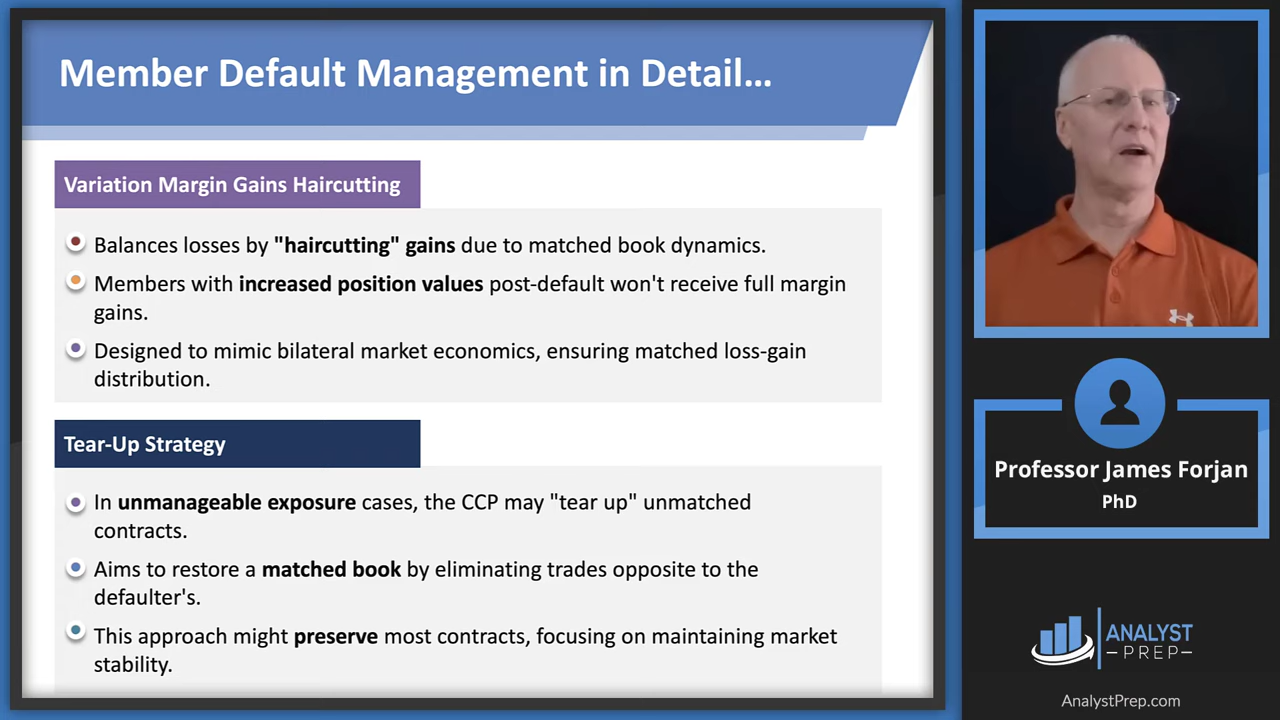 Member Default Management in Detail...
Variation Margin Gains Haircutting
Balances losses by "haircutting" gains due to matched book dynamics.
Members with increased position values post-default won't receive full margin
gains.
Designed to mimic bilateral market economics, ensuring matched loss-gain
distribution.
Tear-Up Strategy
In unmanageable exposure cases, the CCP may "tear up" unmatched
contracts.
Aims to restore a matched book by eliminating trades opposite to the
defaulter's.
This approach might preserve most contracts, focusing on maintaining market
stability.
Professor James Forjan
PhD
ANALYST
PREP
AnalystPrep.com